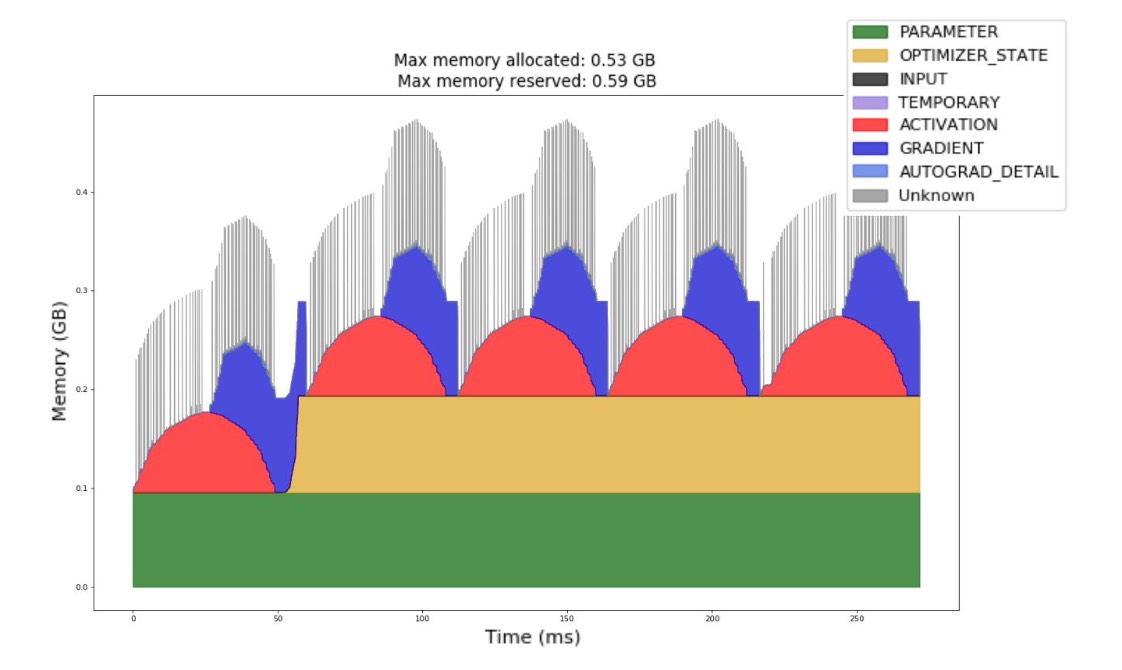 Max memory allocated: 0.53 GB
Max memory reserved: 0.59 GB
PARAMETER
OPTIMIZER_STATE
INPUT
TEMPORARY
ACTIVATION
GRADIENT
AUTOGRAD_DETAIL
Unknown
Memory (GB)
0.4
0.3
0.2
0.1
0.0
0 50 100 150 200 250
Time (ms)